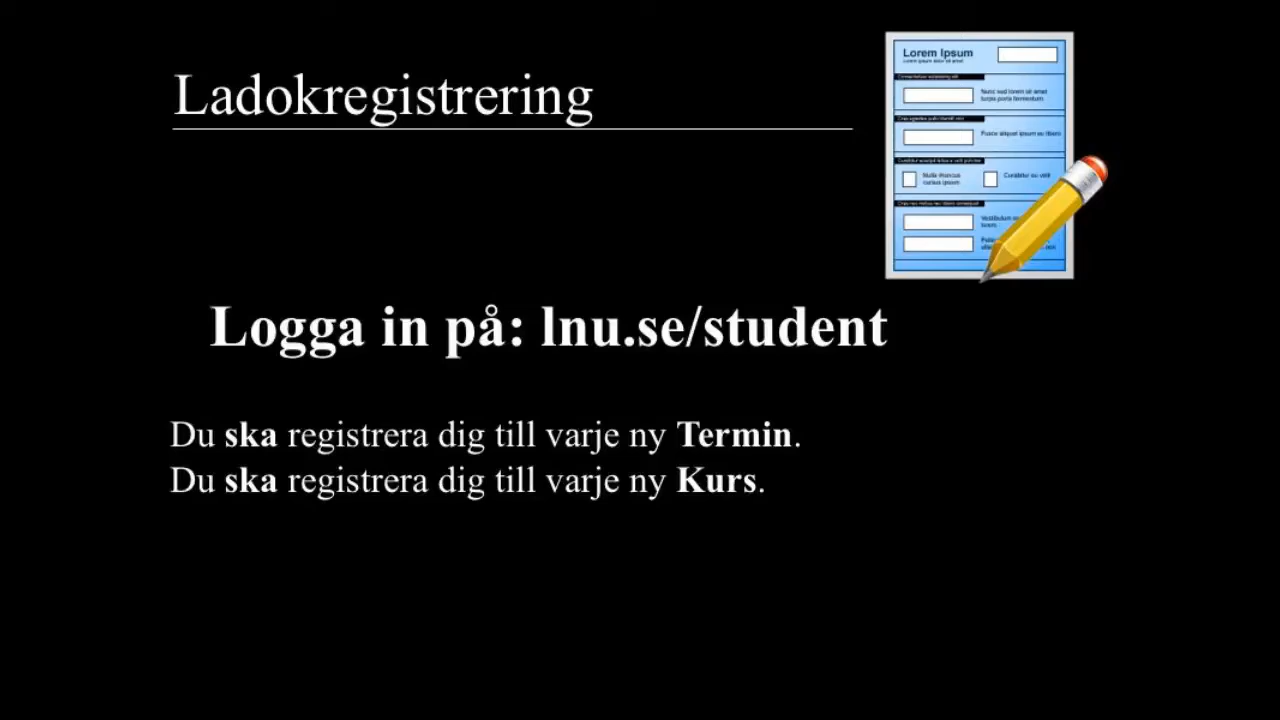 Ladokregistrering
Lorem Ipsum
Logga in på: lnu.se/student
Du ska registrera dig till varje ny Termin.
Du ska registrera dig till varje ny Kurs.